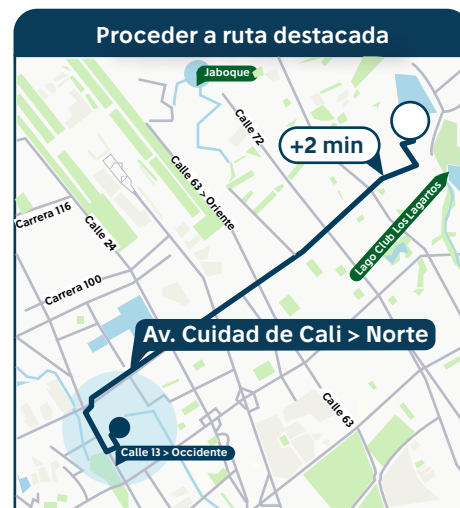 Proceder a ruta destacada
Jaboque
Calle 72
+2 min
Calle 63 > Oriente
Lago Club Los Lagartos
Carrera 116
Calle 24
Carrera 100
Av. Cuidad de Cali > Norte
Calle 63
Calle 13 > Occidente